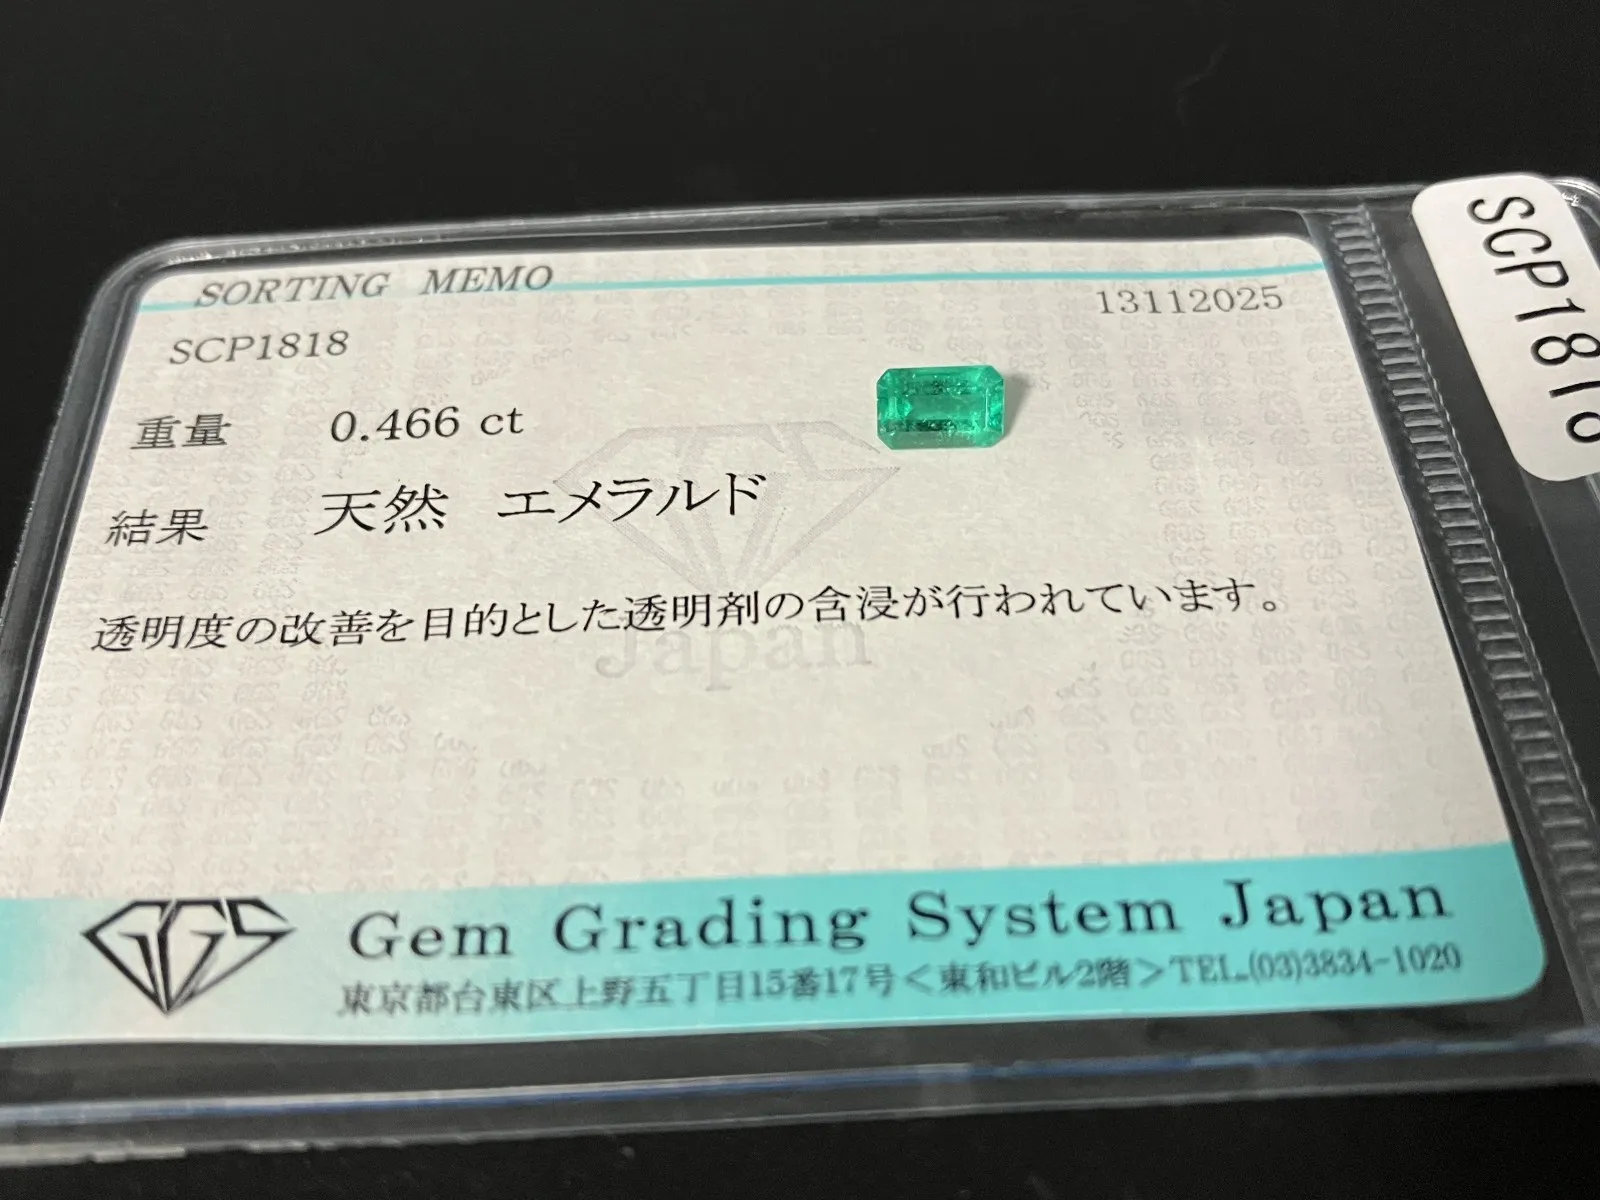 SORTING MEMO
13112025
SCP1818
重量 0.466 ct
結果 天然 エメラルド
透明度の改善を目的とした透明剤の含浸が行われています。
Japan
GGS
Gem Grading System Japan
東京都台東区上野五丁目15番17号<東和ビル2階>TEL.(03)3834-1020
SCP1818